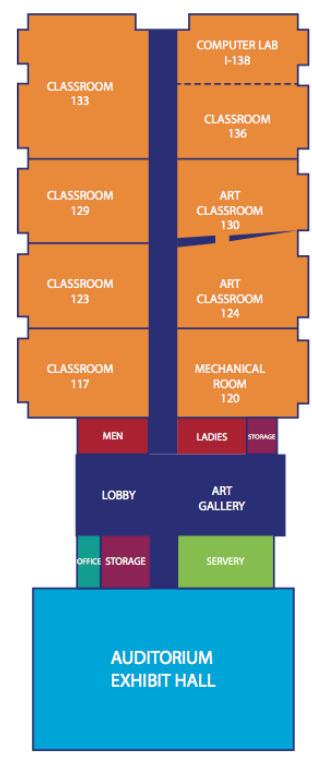 COMPUTER LAB
I-138
CLASSROOM
133
CLASSROOM
136
CLASSROOM
129
ART
CLASSROOM
130
CLASSROOM
123
ART
CLASSROOM
124
CLASSROOM
117
MECHANICAL
ROOM
120
MEN
LADIES
STORAGE
LOBBY
ART
GALLERY
OFFICE
STORAGE
SERVERY
AUDITORIUM
EXHIBIT HALL